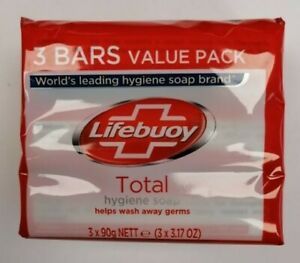 3 BARS VALUE PACK
World's leading hygiene soap brand*
Lifebuoy
Total
hygiene soap
helps wash away germs
3 x 90g NETT ℮ (3 x 3.17 OZ)